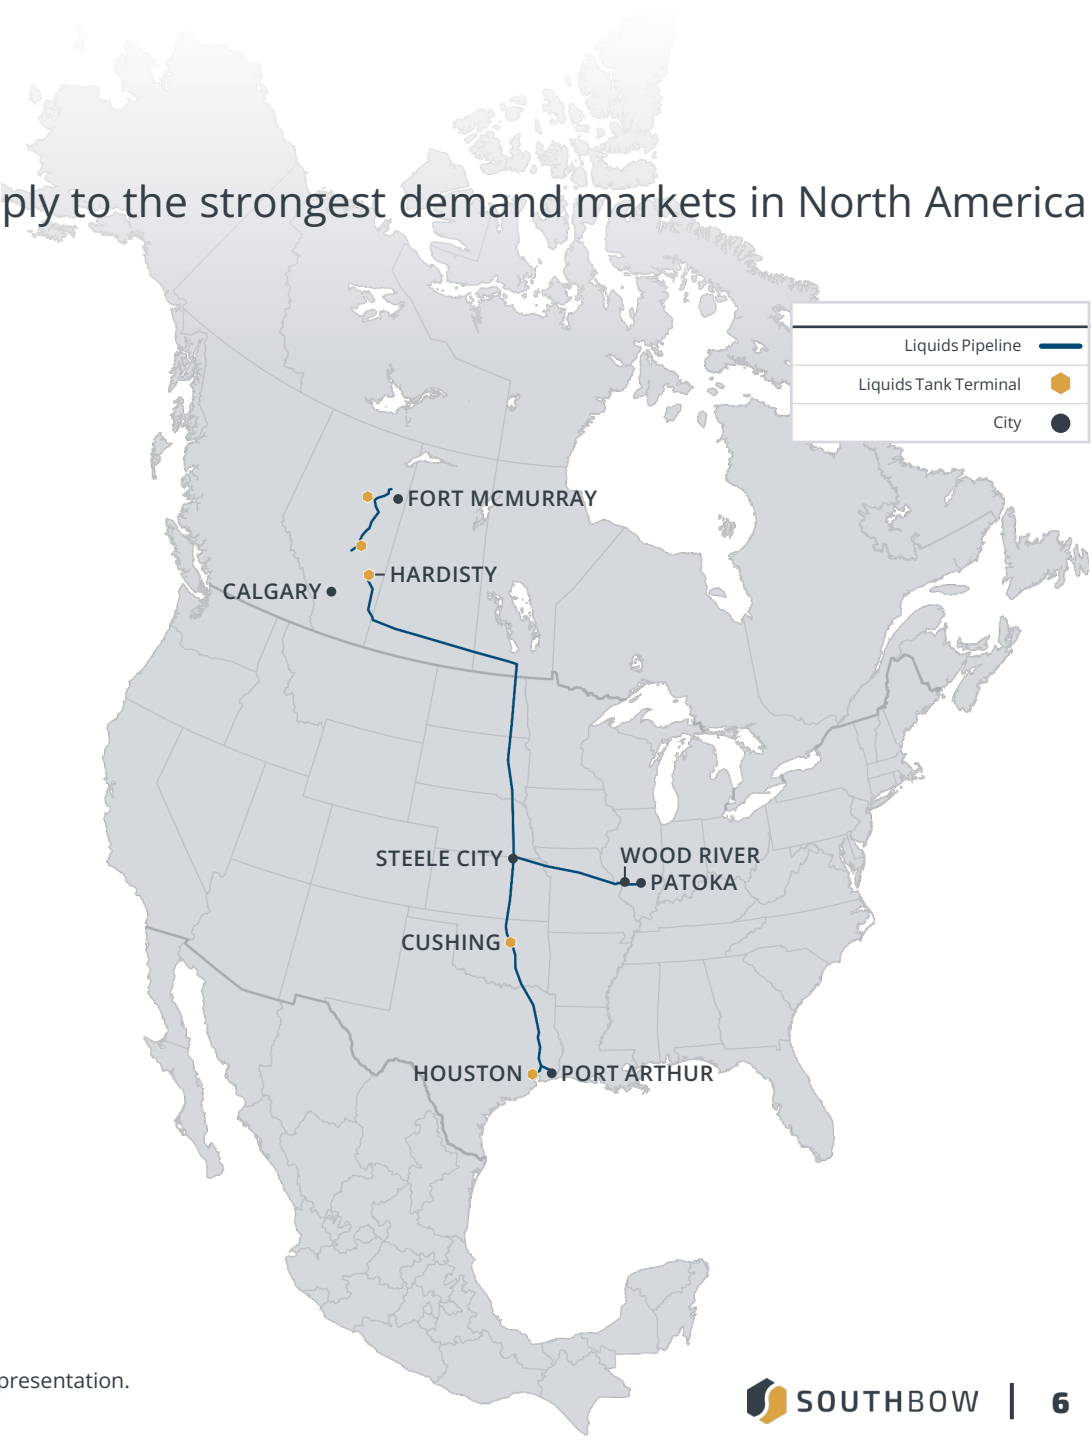 ply to the strongest demand markets in North America
Liquids Pipeline
Liquids Tank Terminal
City
FORT MCMURRAY
HARDISTY
CALGARY
STEELE CITY
WOOD RIVER
PATOKA
CUSHING
HOUSTON
PORT ARTHUR
presentation.
SOUTHBOW | 6